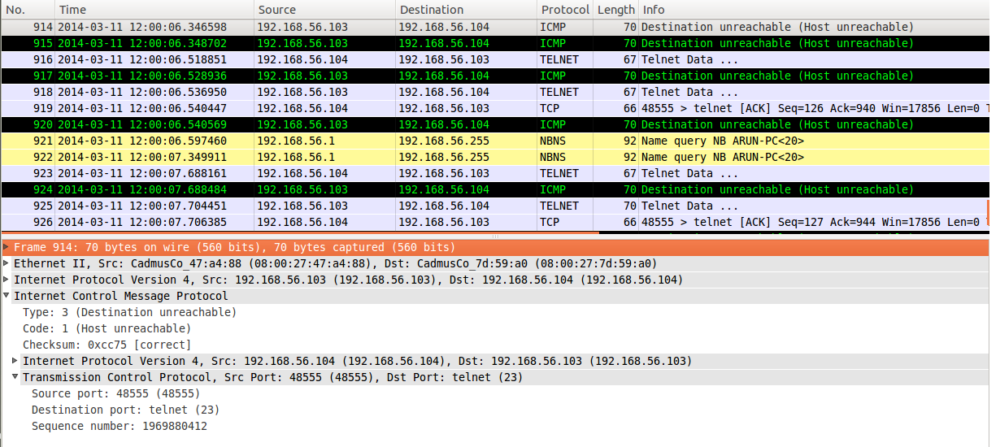 No. Time Source Destination Protocol Length Info
914 2014-03-11 12:00:06.346598 192.168.56.103 192.168.56.104 ICMP 70 Destination unreachable (Host unreachable)
915 2014-03-11 12:00:06.348702 192.168.56.103 192.168.56.104 ICMP 70 Destination unreachable (Host unreachable)
916 2014-03-11 12:00:06.518851 192.168.56.104 192.168.56.103 TELNET 67 Telnet Data ...
917 2014-03-11 12:00:06.528936 192.168.56.103 192.168.56.104 ICMP 70 Destination unreachable (Host unreachable)
918 2014-03-11 12:00:06.536950 192.168.56.103 192.168.56.104 TELNET 67 Telnet Data ...
919 2014-03-11 12:00:06.540447 192.168.56.104 192.168.56.103 TCP 66 48555 > telnet [ACK] Seq=126 Ack=940 Win=17856 Len=0 T
920 2014-03-11 12:00:06.540569 192.168.56.103 192.168.56.104 ICMP 70 Destination unreachable (Host unreachable)
921 2014-03-11 12:00:06.597460 192.168.56.1 192.168.56.255 NBNS 92 Name query NB ARUN-PC<20>
922 2014-03-11 12:00:07.349911 192.168.56.1 192.168.56.255 NBNS 92 Name query NB ARUN-PC<20>
923 2014-03-11 12:00:07.688161 192.168.56.104 192.168.56.103 TELNET 67 Telnet Data ...
924 2014-03-11 12:00:07.688484 192.168.56.103 192.168.56.104 ICMP 70 Destination unreachable (Host unreachable)
925 2014-03-11 12:00:07.704451 192.168.56.103 192.168.56.104 TELNET 70 Telnet Data ...
926 2014-03-11 12:00:07.706385 192.168.56.104 192.168.56.103 TCP 66 48555 > telnet [ACK] Seq=127 Ack=944 Win=17856 Len=0 T
Frame 914: 70 bytes on wire (560 bits), 70 bytes captured (560 bits)
Ethernet II, Src: CadmusCo_47:a4:88 (08:00:27:47:a4:88), Dst: CadmusCo_7d:59:a0 (08:00:27:7d:59:a0)
Internet Protocol Version 4, Src: 192.168.56.103 (192.168.56.103), Dst: 192.168.56.104 (192.168.56.104)
Internet Control Message Protocol
Type: 3 (Destination unreachable)
Code: 1 (Host unreachable)
Checksum: 0xcc75 [correct]
Internet Protocol Version 4, Src: 192.168.56.104 (192.168.56.104), Dst: 192.168.56.103 (192.168.56.103)
Transmission Control Protocol, Src Port: 48555 (48555), Dst Port: telnet (23)
Source port: 48555 (48555)
Destination port: telnet (23)
Sequence number: 1969880412